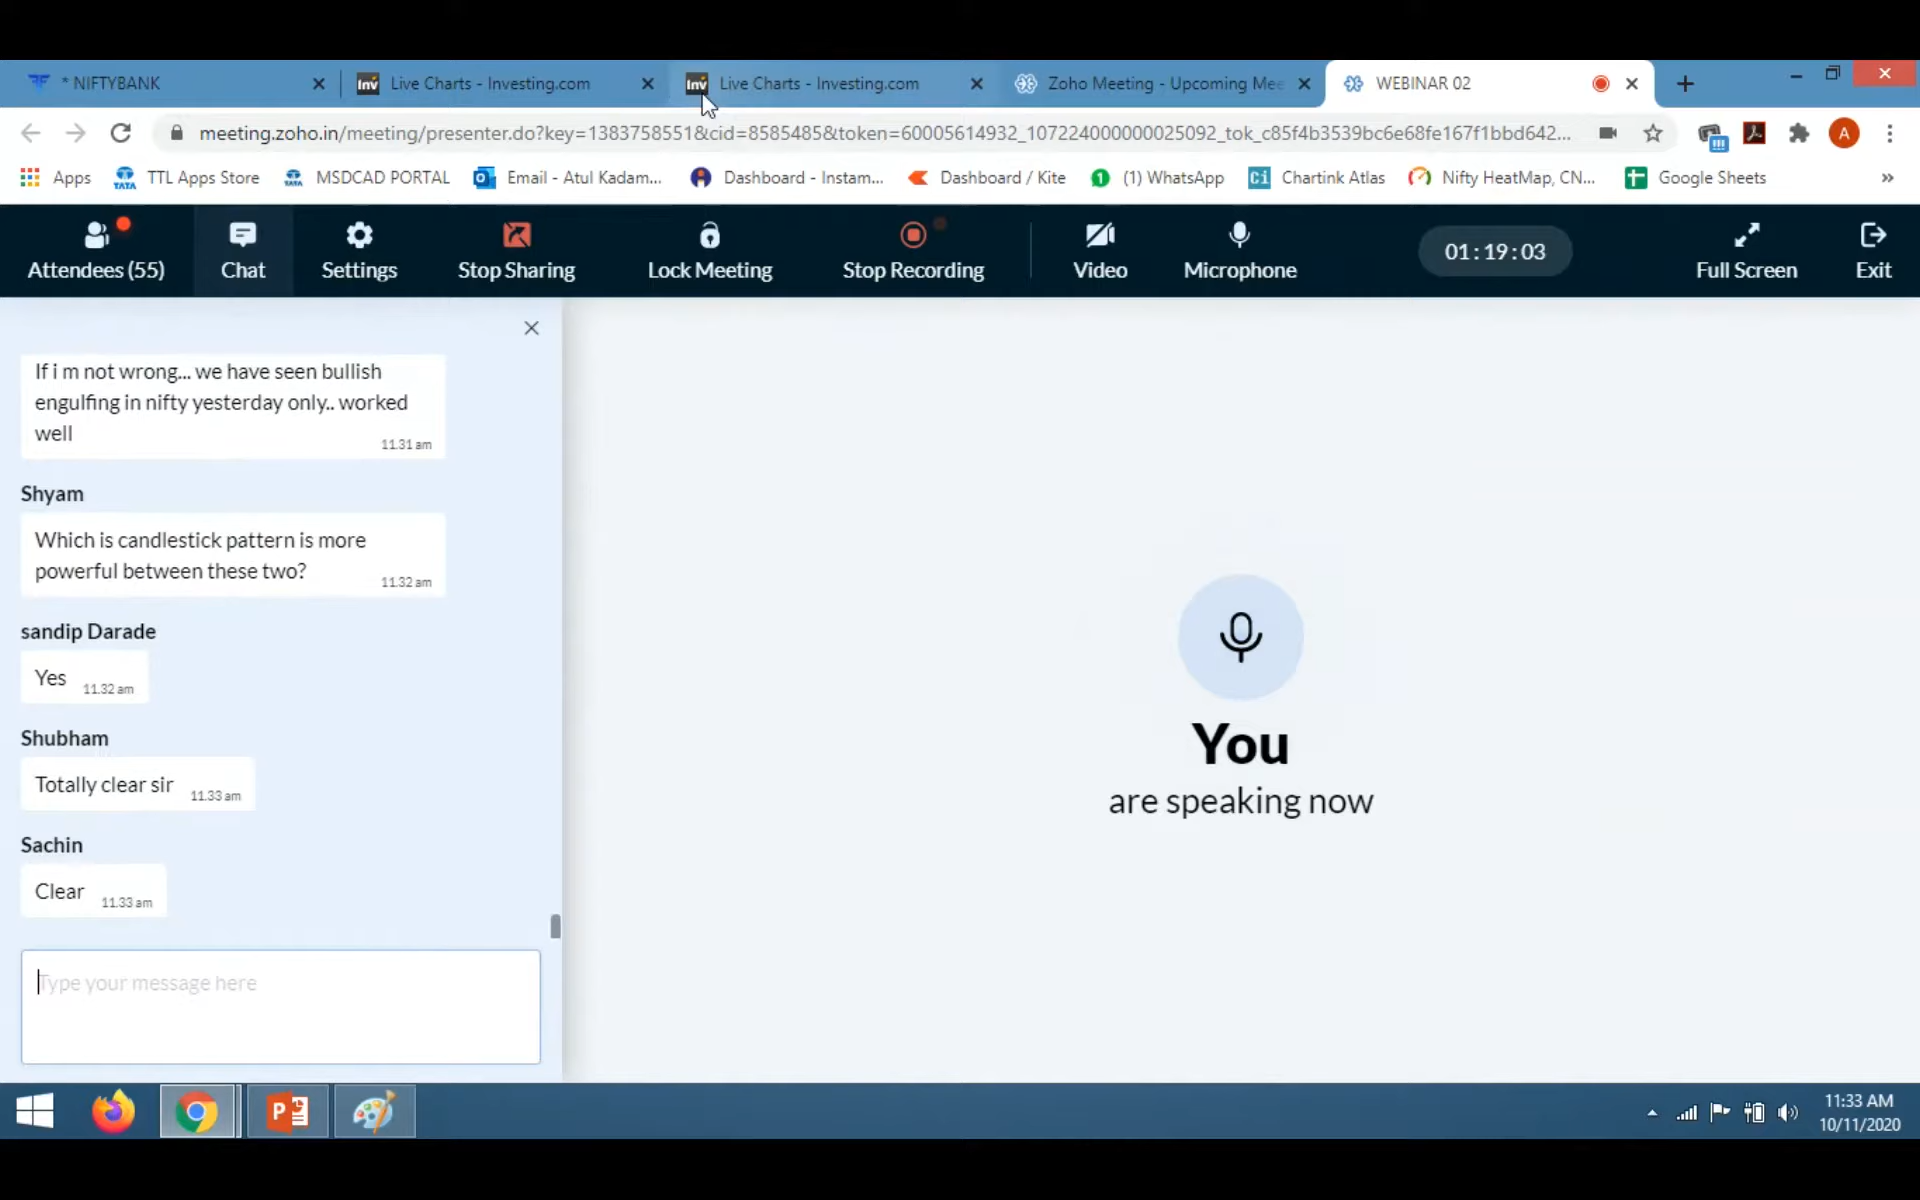 * NIFTYBANK
Live Charts - Investing.com
Live Charts - Investing.com
Zoho Meeting - Upcoming Mee
WEBINAR 02
meeting.zoho.in/meeting/presenter.do?key=1383758551&cid=8585485&token=60005614932_107224000000025092_tok_c85f4b3539bc6e68fe167f1bbd642...
A
Apps
TATA
TTL Apps Store
TATA
MSDCAD PORTAL
Email - Atul Kadam...
Dashboard - Instam...
Dashboard / Kite
(1) WhatsApp
Chartink Atlas
Nifty HeatMap, CN...
Google Sheets
»
Attendees (55)
Chat
Settings
Stop Sharing
Lock Meeting
Stop Recording
Video
Microphone
01:19:03
Full Screen
Exit
If i m not wrong... we have seen bullish
engulfing in nifty yesterday only.. worked
well
11.31 am
Shyam
Which is candlestick pattern is more
powerful between these two?
11.32 am
sandip Darade
Yes 11.32 am
Shubham
Totally clear sir 11.33 am
Sachin
Clear 11.33 am
Type your message here
You
are speaking now
11:33 AM
10/11/2020